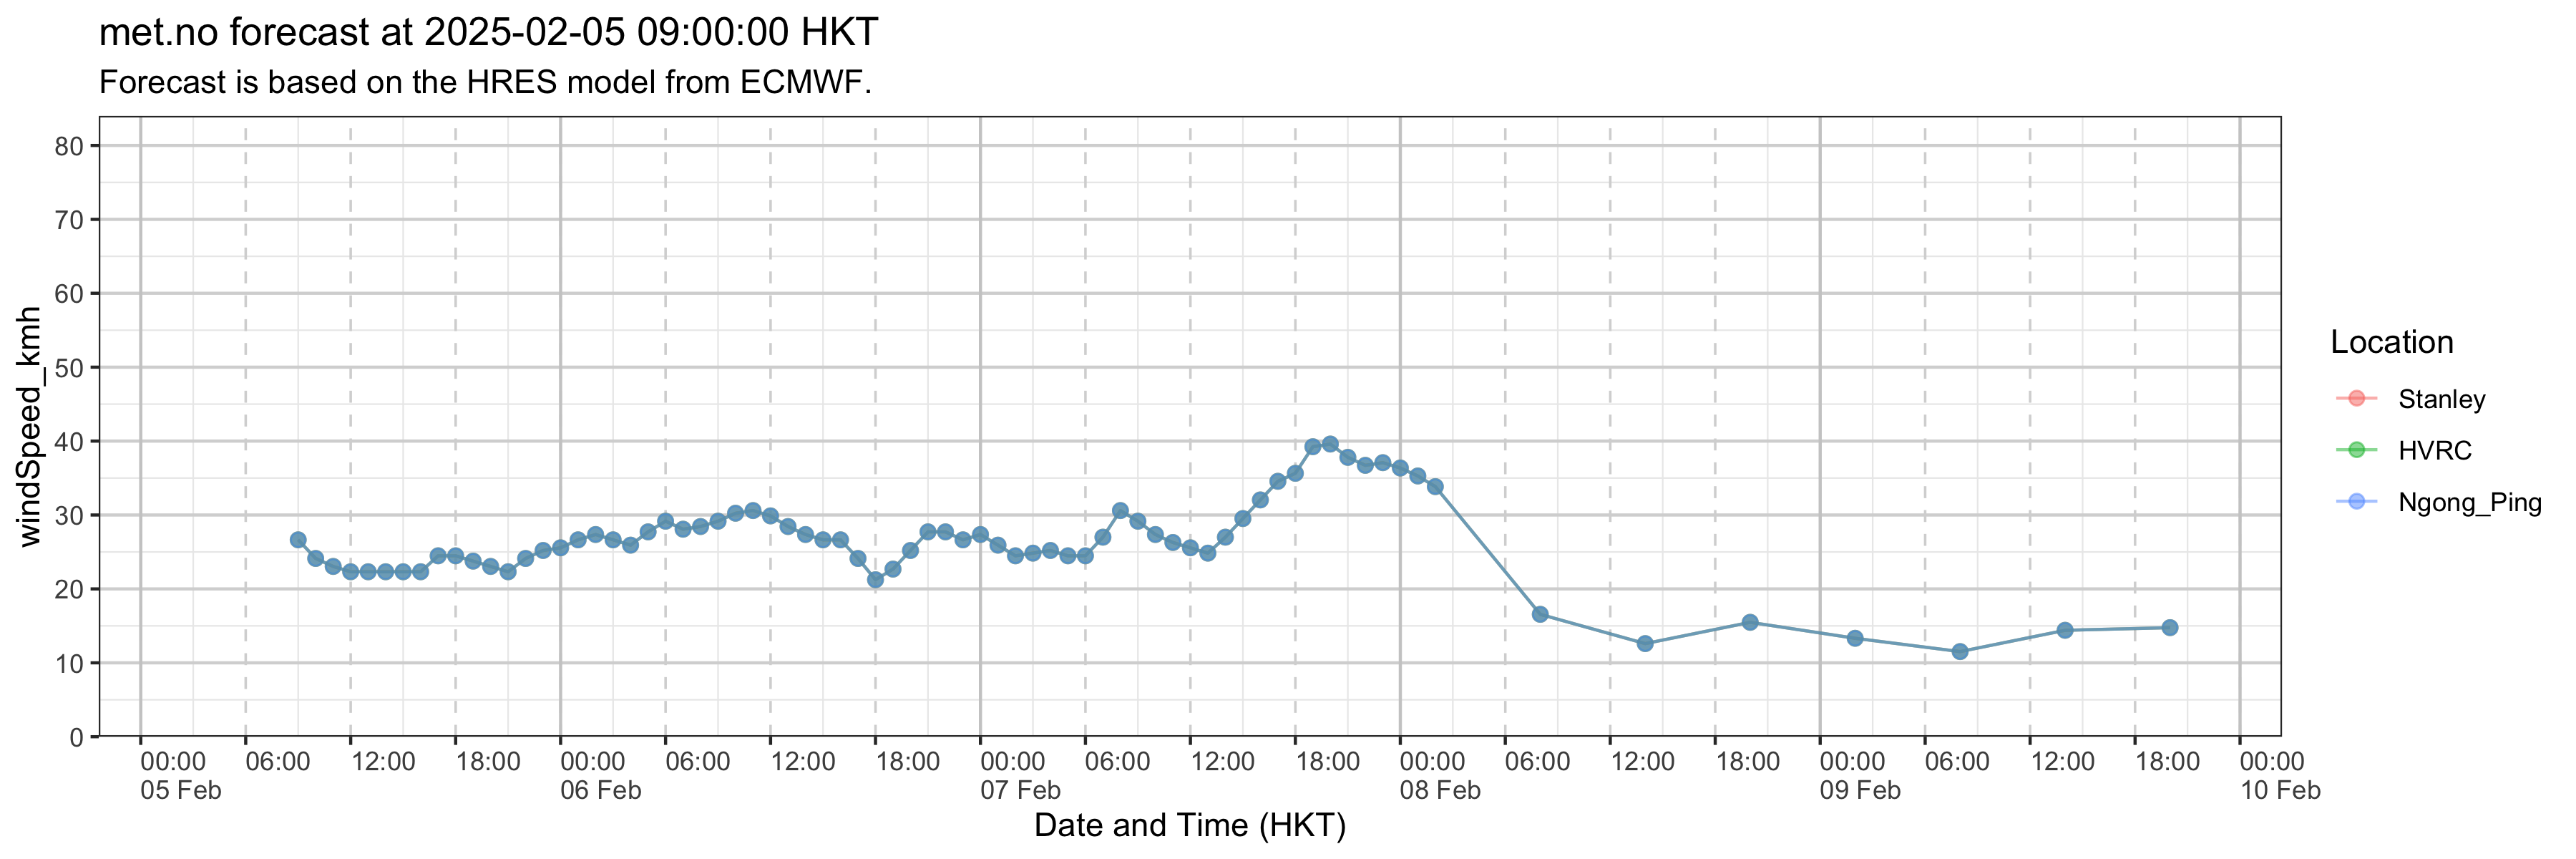 met.no forecast at 2025-02-05 09:00:00 HKT
Forecast is based on the HRES model from ECMWF.
windSpeed_kmh
80
70
60
50
40
30
20
10
0
00:00 06:00 12:00 18:00 00:00 06:00 12:00 18:00 00:00 06:00 12:00 18:00 00:00 06:00 12:00 18:00 00:00 06:00 12:00 18:00 00:00
05 Feb 06 Feb 07 Feb 08 Feb 09 Feb 10 Feb
Date and Time (HKT)
Location
Stanley
HVRC
Ngong_Ping